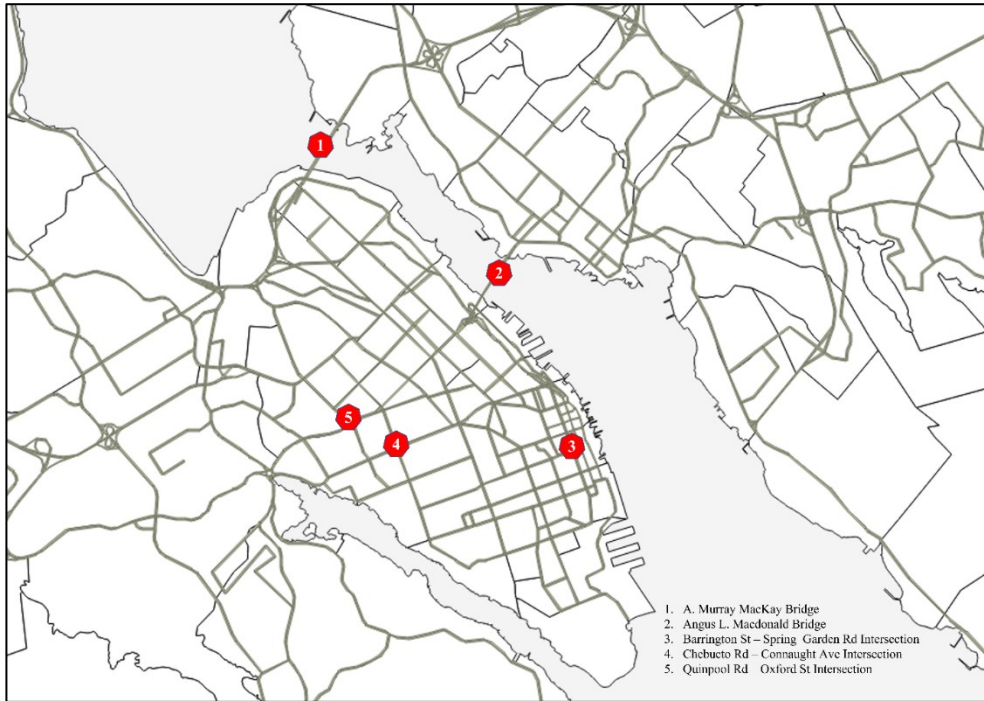 1
2
5
4
3
1. A. Murray MacKay Bridge
2. Angus L. Macdonald Bridge
3. Barrington St – Spring Garden Rd Intersection
4. Chebucto Rd – Connaught Ave Intersection
5. Quinpool Rd Oxford St Intersection